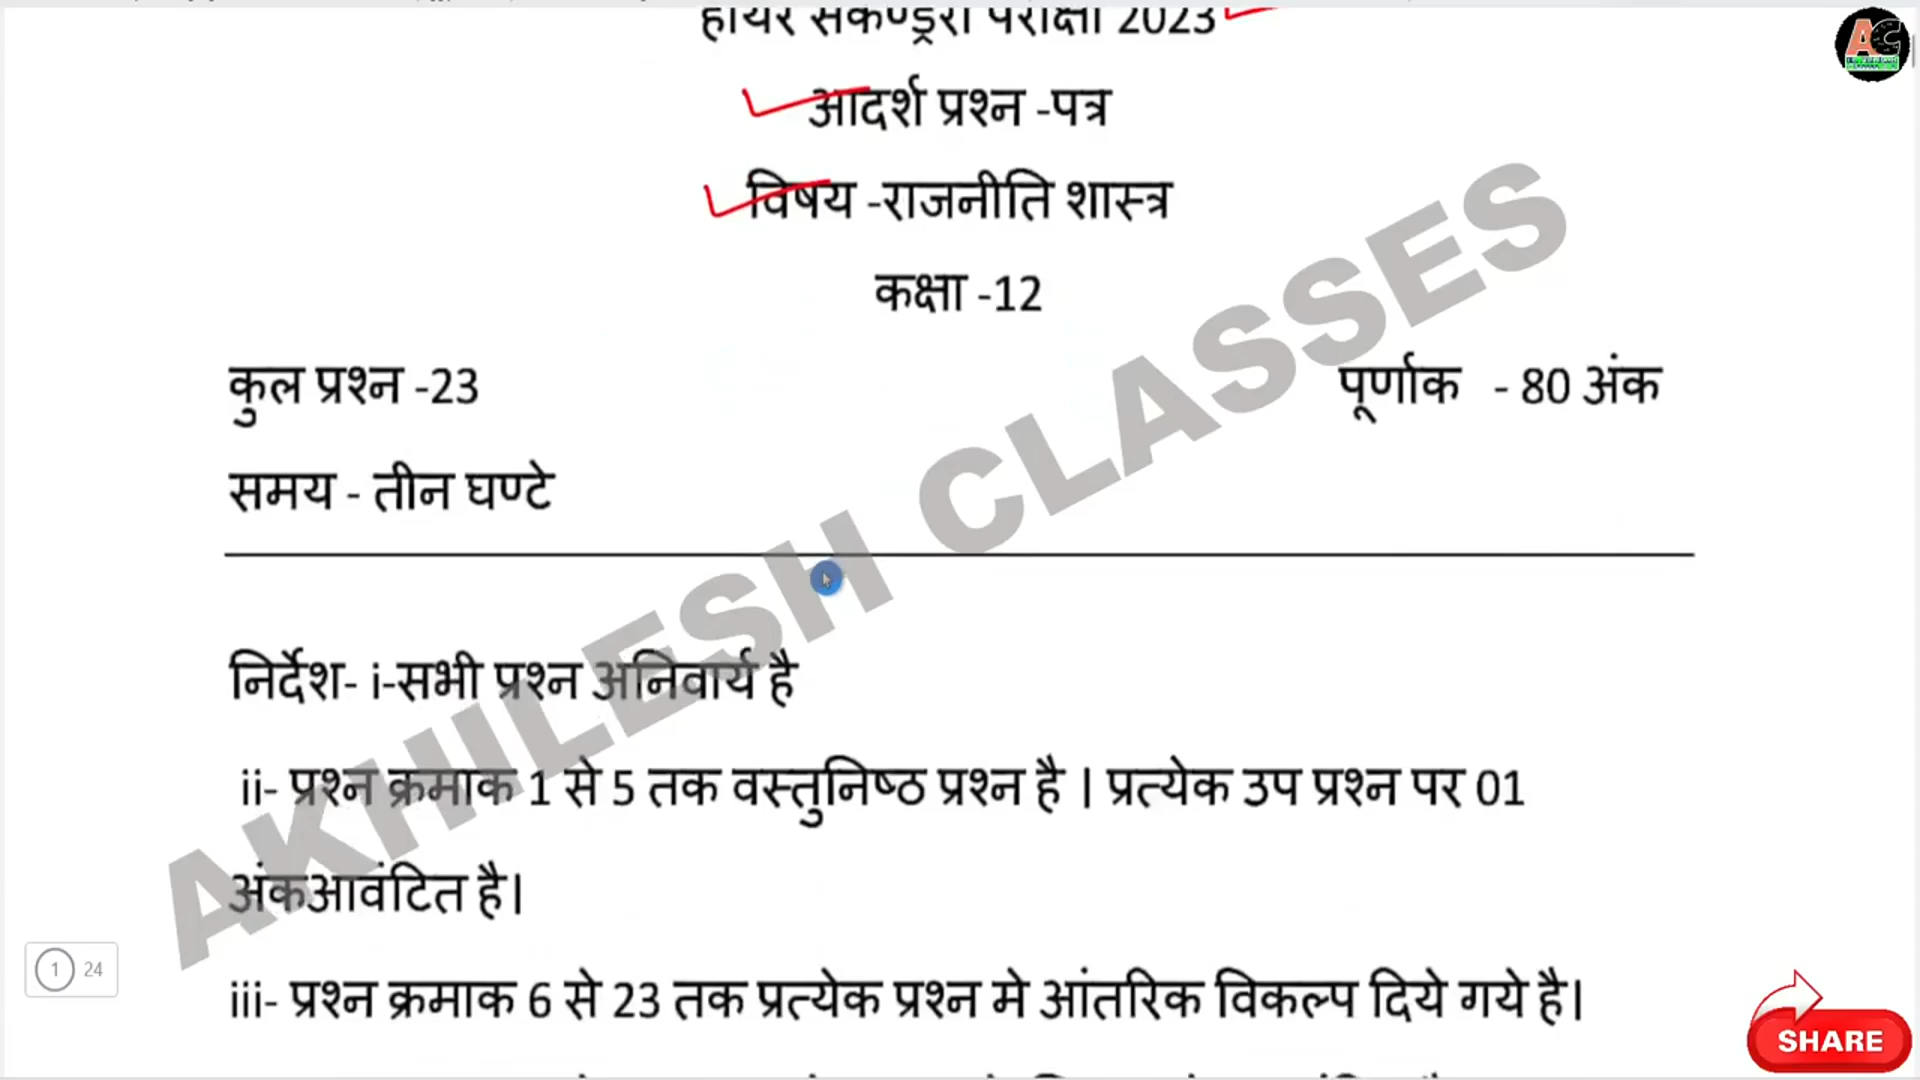 हायर सेकेण्ड्री परीक्षा 2023
आदर्श प्रश्न -पत्र
विषय -राजनीति शास्त्र
कक्षा -12
कुल प्रश्न -23 पूर्णाक - 80 अंक
समय - तीन घण्टे
निर्देश- i-सभी प्रश्न अनिवार्य है
ii- प्रश्न क्रमाक 1 से 5 तक वस्तुनिष्ठ प्रश्न है । प्रत्येक उप प्रश्न पर 01
अंकआवंटित है।
iii- प्रश्न क्रमाक 6 से 23 तक प्रत्येक प्रश्न मे आंतरिक विकल्प दिये गये है।
AKHILESH CLASSES
AC
1 24
SHARE